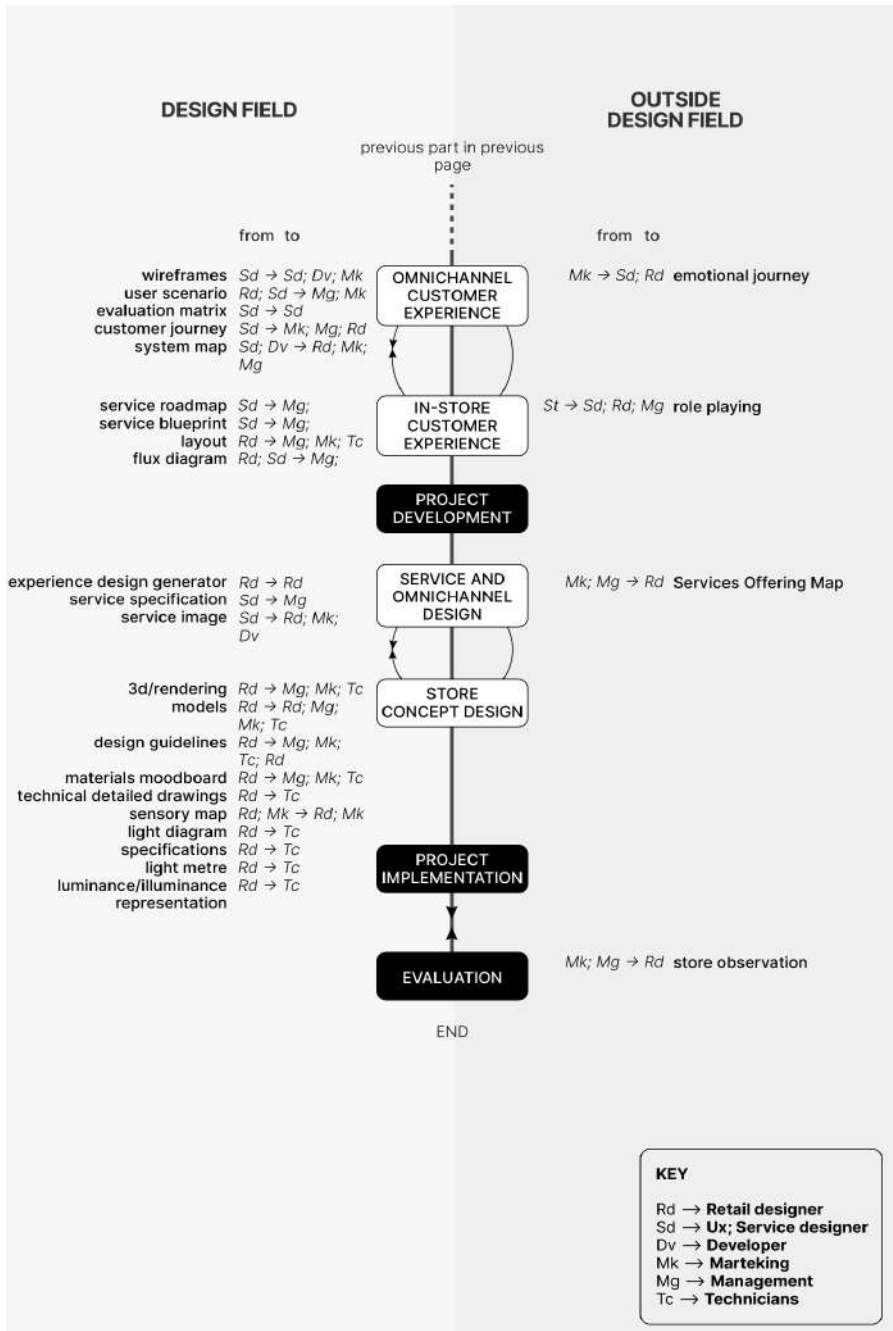 DESIGN FIELD
OUTSIDE
DESIGN FIELD
previous part in previous
page
from to
from to
wireframes Sd → Sd; Dv; Mk
user scenario Rd; Sd → Mg; Mk
evaluation matrix Sd → Sd
customer journey Sd → Mk; Mg; Rd
system map Sd; Dv → Rd; Mk;
Mg
OMNICHANNEL
CUSTOMER
EXPERIENCE
Mk → Sd; Rd emotional journey
service roadmap Sd → Mg;
service blueprint Sd → Mg;
layout Rd → Mg; Mk; Tc
flux diagram Rd; Sd → Mg;
IN-STORE
CUSTOMER
EXPERIENCE
St → Sd; Rd; Mg role playing
PROJECT
DEVELOPMENT
experience design generator Rd → Rd
service specification Sd → Mg
service image Sd → Rd; Mk;
Dv
SERVICE AND
OMNICHANNEL
DESIGN
Mk; Mg → Rd Services Offering Map
3d/rendering Rd → Mg; Mk; Tc
models Rd → Rd; Mg;
Mk; Tc
design guidelines Rd → Mg; Mk;
Tc; Rd
materials moodboard Rd → Mg; Mk; Tc
technical detailed drawings Rd → Tc
sensory map Rd; Mk → Rd; Mk
light diagram Rd → Tc
specifications Rd → Tc
light metre Rd → Tc
luminance/illuminance Rd → Tc
representation
STORE
CONCEPT DESIGN
PROJECT
IMPLEMENTATION
EVALUATION
Mk; Mg → Rd store observation
END
KEY
Rd → Retail designer
Sd → Ux; Service designer
Dv → Developer
Mk → Marteking
Mg → Management
Tc → Technicians